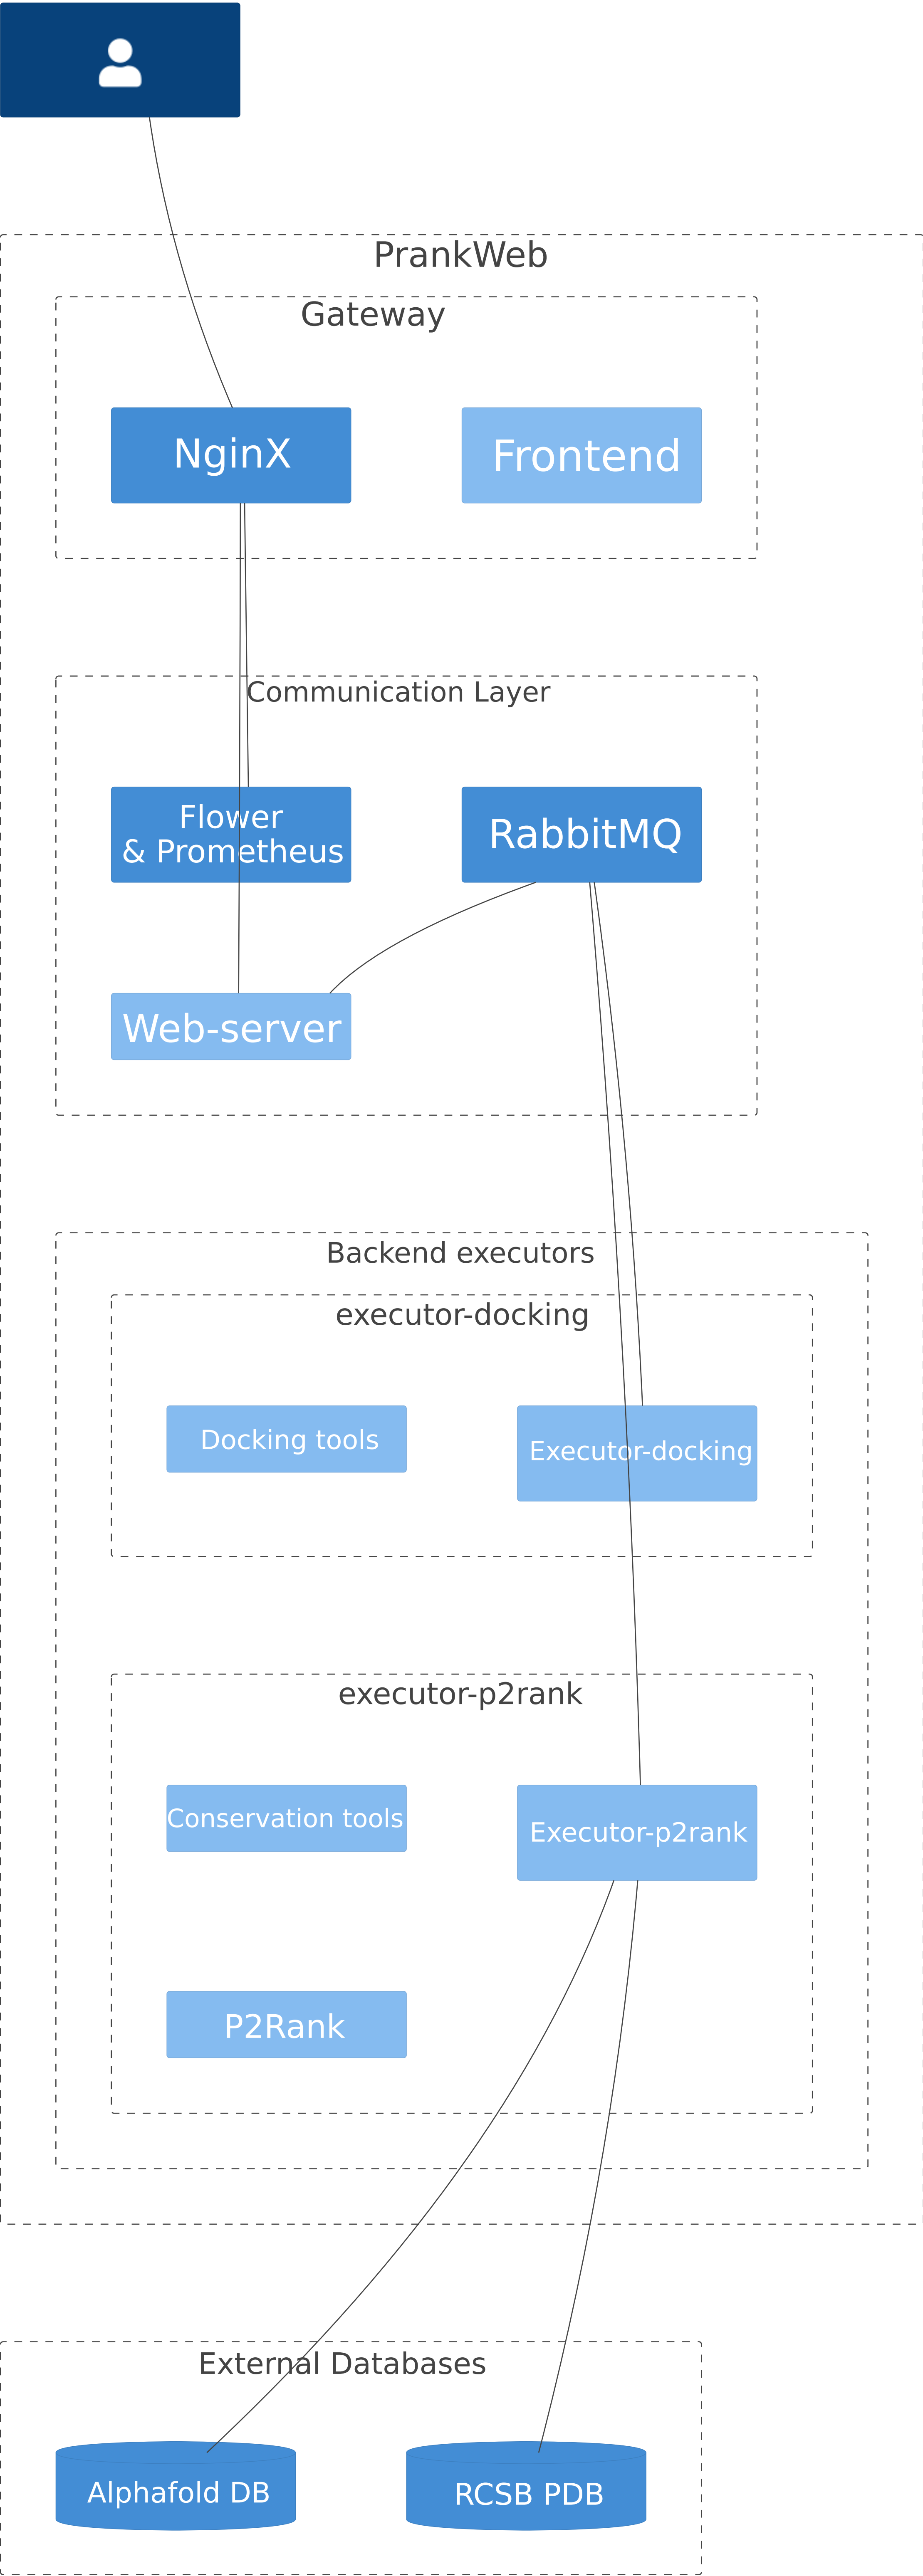 PrankWeb
Gateway
NginX
Frontend
Communication Layer
Flower
& Prometheus
RabbitMQ
Web-server
Backend executors
executor-docking
Docking tools
Executor-docking
executor-p2rank
Conservation tools
Executor-p2rank
P2Rank
External Databases
Alphafold DB
RCSB PDB